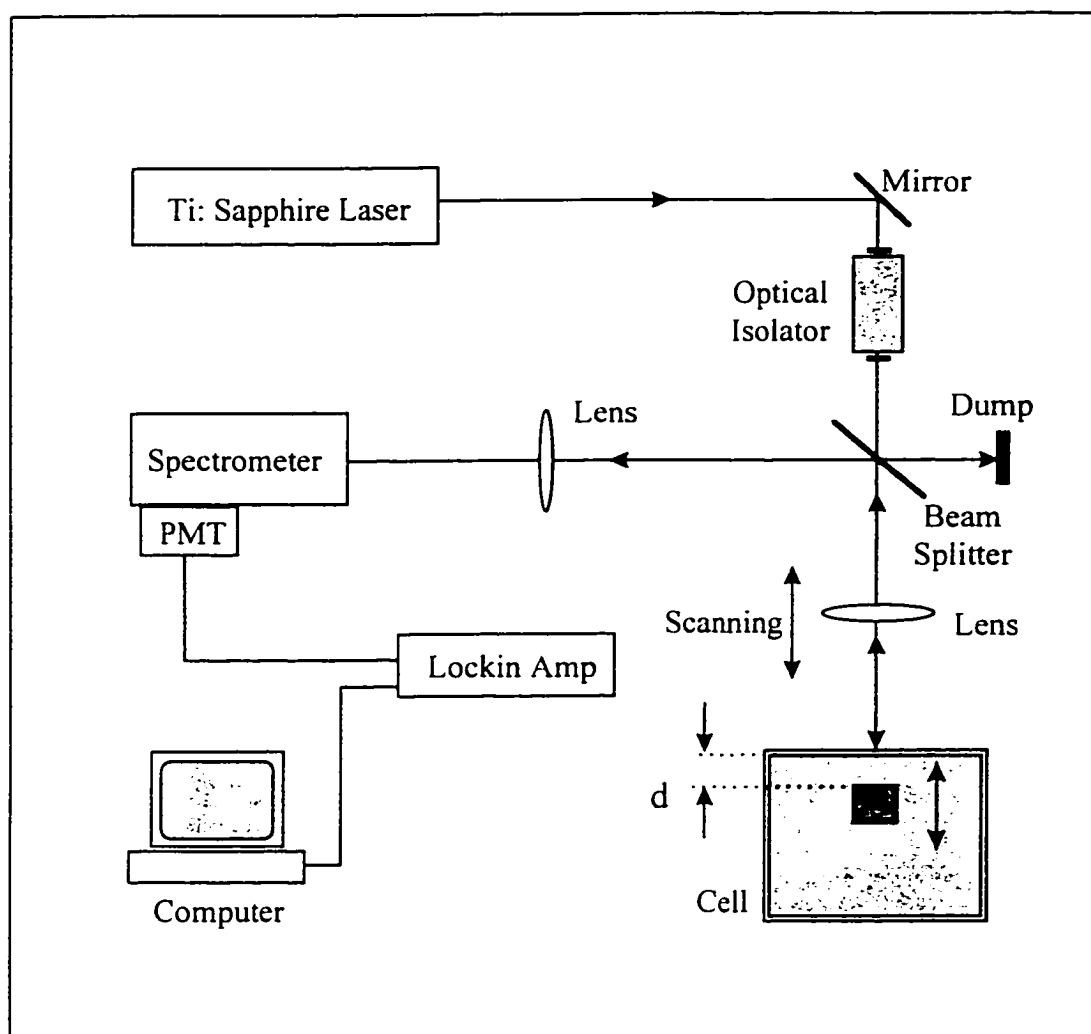 Ti: Sapphire Laser
Mirror
Optical
Isolator
Lens
Dump
Spectrometer
PMT
Beam
Splitter
Scanning
Lens
Lockin Amp
d
Cell
Computer